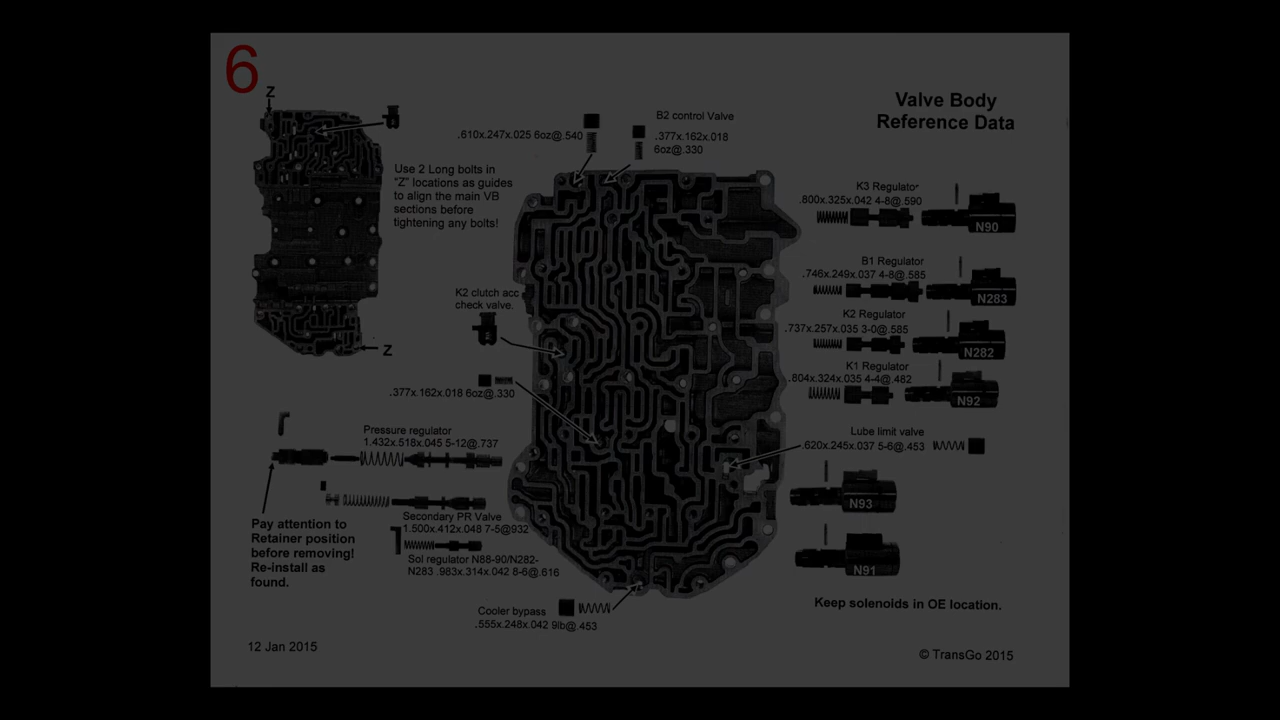 6
Z
Valve Body
Reference Data
B2 control Valve
.610x.247x.025 6oz@.540
.377x.162x.018
6oz@.330
Use 2 Long bolts in
"Z" locations as guides
to align the main VB
sections before
tightening any bolts!
K3 Regulator
.800x.325x.042 4-8@.590
N90
B1 Regulator
.746x.249x.037 4-8@.585
N283
K2 clutch acc
check valve.
K2 Regulator
.737x.257x.035 3-0@.585
N282
Z
K1 Regulator
.804x.324x.035 4-4@.482
N92
.377x.162x.018 6oz@.330
Pressure regulator
1.432x.518x.045 5-12@.737
Lube limit valve
.620x.245x.037 5-6@.453
N93
Secondary PR Valve
1.500x.412x.048 7-5@932
Pay attention to
Retainer position
before removing!
Re-install as
found.
Sol regulator N88-90/N282-
N283 .983x.314x.042 8-6@.616
N91
Cooler bypass
.555x.248x.042 9lb@.453
Keep solenoids in OE location.
12 Jan 2015
© TransGo 2015